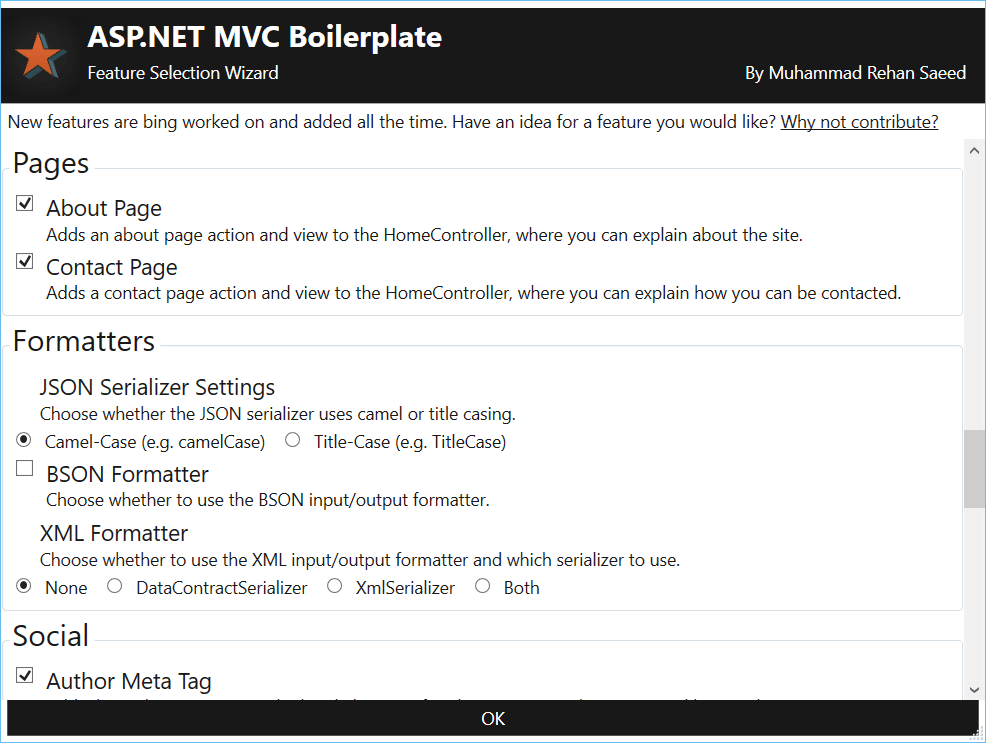 ASP.NET MVC Boilerplate
Feature Selection Wizard
By Muhammad Rehan Saeed
New features are bing worked on and added all the time. Have an idea for a feature you would like? Why not contribute?
Pages
About Page
Adds an about page action and view to the HomeController, where you can explain about the site.
Contact Page
Adds a contact page action and view to the HomeController, where you can explain how you can be contacted.
Formatters
JSON Serializer Settings
Choose whether the JSON serializer uses camel or title casing.
Camel-Case (e.g. camelCase) Title-Case (e.g. TitleCase)
BSON Formatter
Choose whether to use the BSON input/output formatter.
XML Formatter
Choose whether to use the XML input/output formatter and which serializer to use.
None DataContractSerializer XmlSerializer Both
Social
Author Meta Tag
OK